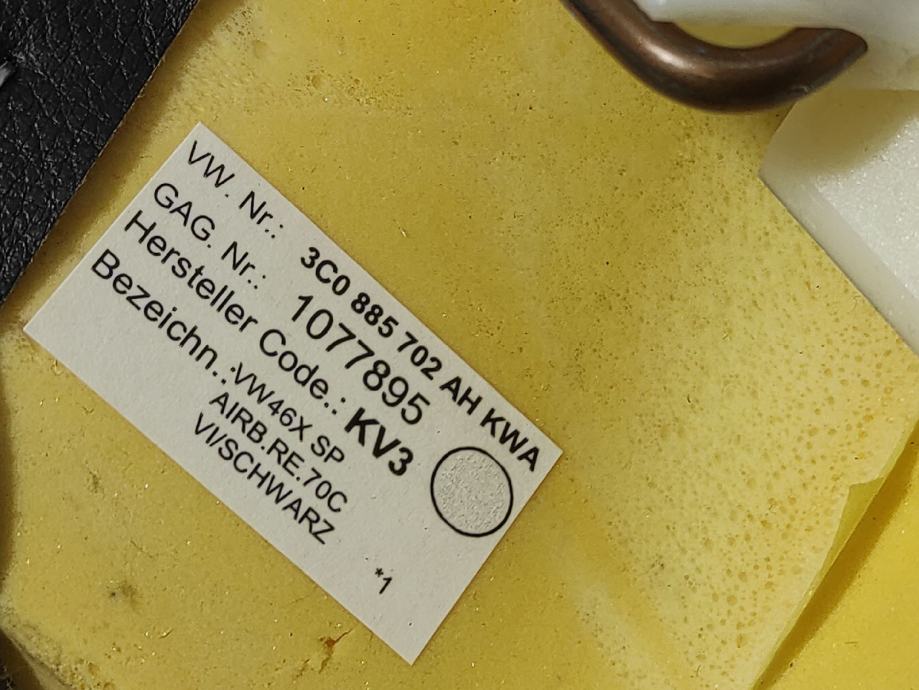 VW. Nr.: 3C0 885 702 AH KWA
GAG. Nr.: 1077895
Hersteller Code.: KV3
Bezeichn.:VW46X SP
AIRB.RE.70C
VI/SCHWARZ
*1